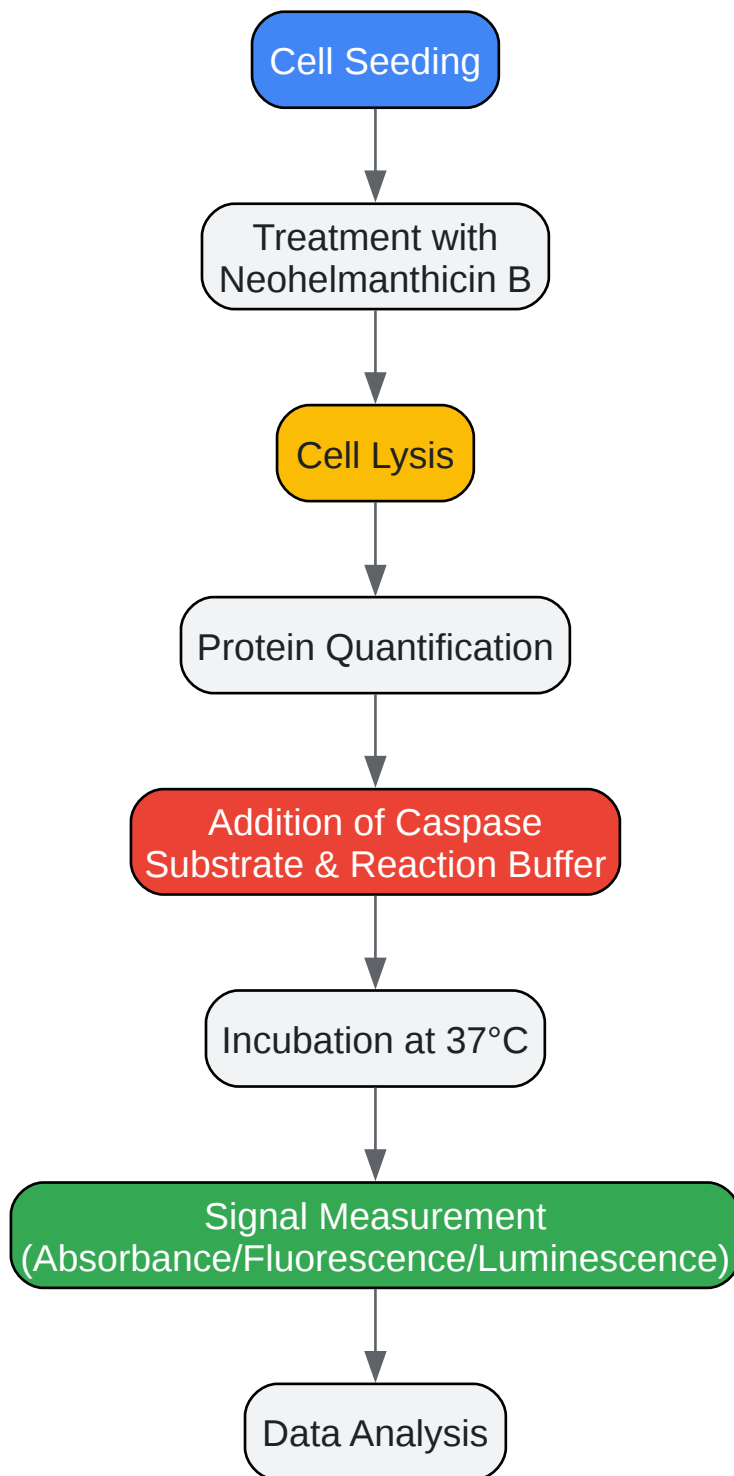 Cell Seeding
Treatment with
Neohelmanthicin B
Cell Lysis
Protein Quantification
Addition of Caspase
Substrate & Reaction Buffer
Incubation at 37°C
Signal Measurement
(Absorbance/Fluorescence/Luminescence)
Data Analysis